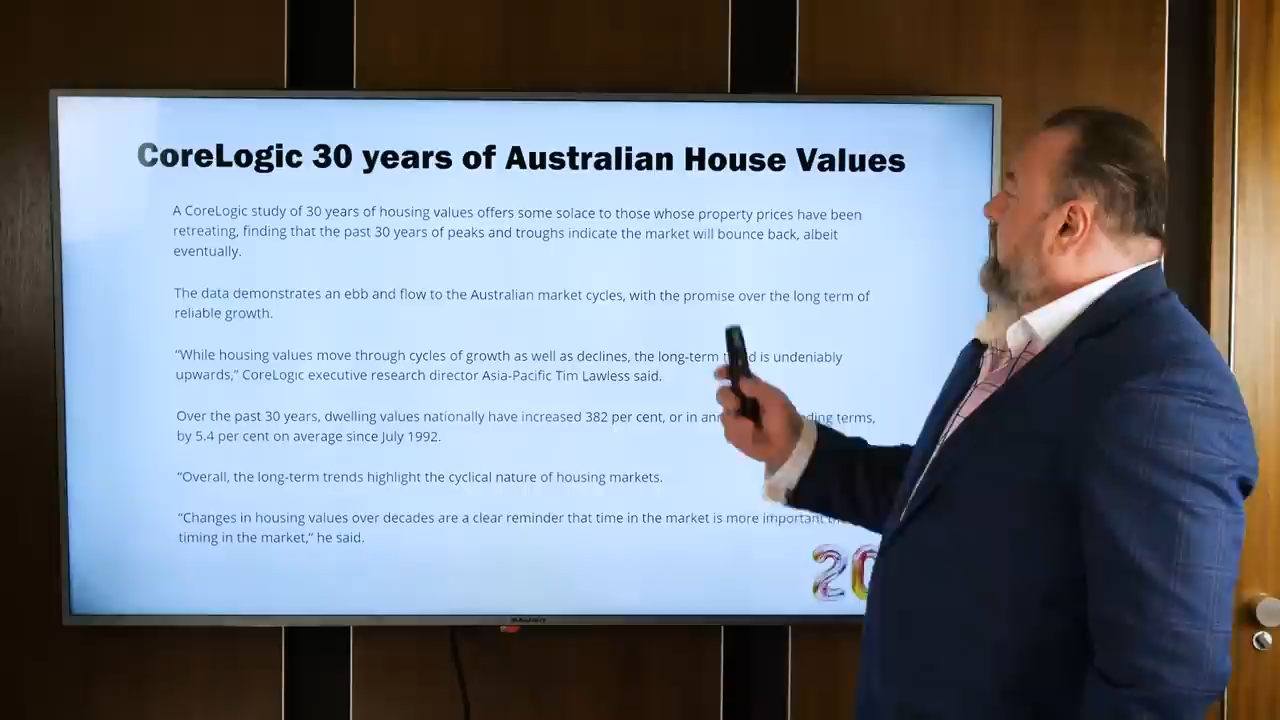 CoreLogic 30 years of Australian House Values
A CoreLogic study of 30 years of housing values offers some solace to those whose property prices have been
retreating, finding that the past 30 years of peaks and troughs indicate the market will bounce back, albeit
eventually.
The data demonstrates an ebb and flow to the Australian market cycles, with the promise over the long term of
reliable growth.
“While housing values move through cycles of growth as well as declines, the long-term is undeniably
upwards,” CoreLogic executive research director Asia-Pacific Tim Lawless said.
Over the past 30 years, dwelling values nationally have increased 382 per cent, or in terms,
by 5.4 per cent on average since July 1992.
“Overall, the long-term trends highlight the cyclical nature of housing markets.
“Changes in housing values over decades are a clear reminder that time in the market is more important
timing in the market,” he said.
20